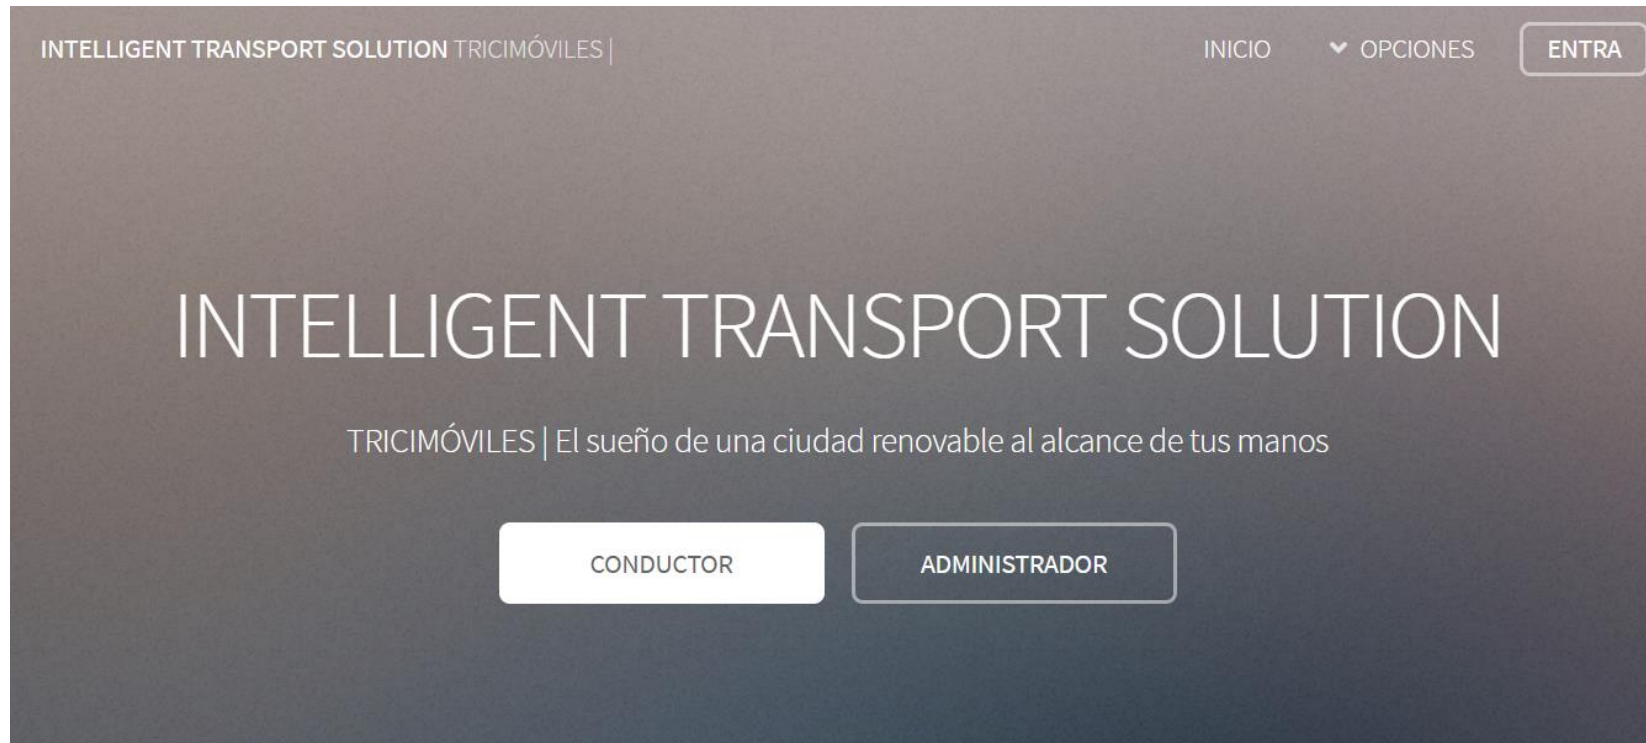 INTELLIGENT TRANSPORT SOLUTION TRICIMÓVILES | INICIO OPCIONES ENTRA
INTELLIGENT TRANSPORT SOLUTION
TRICIMÓVILES | El sueño de una ciudad renovable al alcance de tus manos
CONDUCTOR ADMINISTRADOR